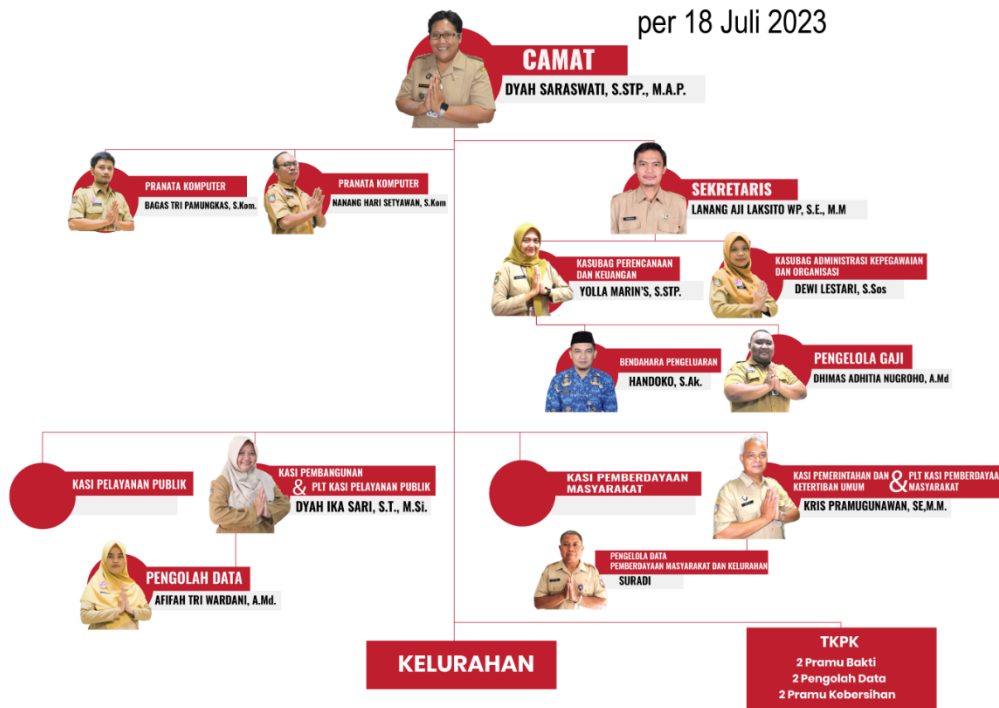 per 18 Juli 2023
CAMAT
DYAH SARASWATI, S.STP., M.A.P.
PRANATA KOMPUTER
BAGAS TRI PAMUNGKAS, S.Kom.
PRANATA KOMPUTER
NANANG HARI SETYAWAN, S.Kom
SEKRETARIS
LANANG AJI LAKSITO WP, S.E., M.M
KASUBAG PERENCANAAN
DAN KEUANGAN
YOLLA MARIN'S, S.STP.
KASUBAG ADMINISTRASI KEPEGAWAIAN
DAN ORGANISASI
DEWI LESTARI, S.Sos
BENDAHARA PENGELUARAN
HANDOKO, S.Ak.
PENGELOLA GAJI
DHIMAS ADHITIA NUGROHO, A.Md
KASI PELAYANAN PUBLIK
KASI PEMBANGUNAN
& PLT KASI PELAYANAN PUBLIK
DYAH IKA SARI, S.T., M.Si.
KASI PEMBERDAYAAN
MASYARAKAT
KASI PEMERINTAHAN DAN
KETERTIBAN UMUM
& PLT KASI PEMBERDAYAA
MASYARAKAT
KRIS PRAMUGUNAWAN, SE,M.M.
PENGOLAH DATA
AFIFAH TRI WARDANI, A.Md.
PENGELOLA DATA
PEMBERDAYAAN MASYARAKAT DAN KELURAHAN
SURADI
KELURAHAN
TKPK
2 Pramu Bakti
2 Pengolah Data
2 Pramu Kebersihan